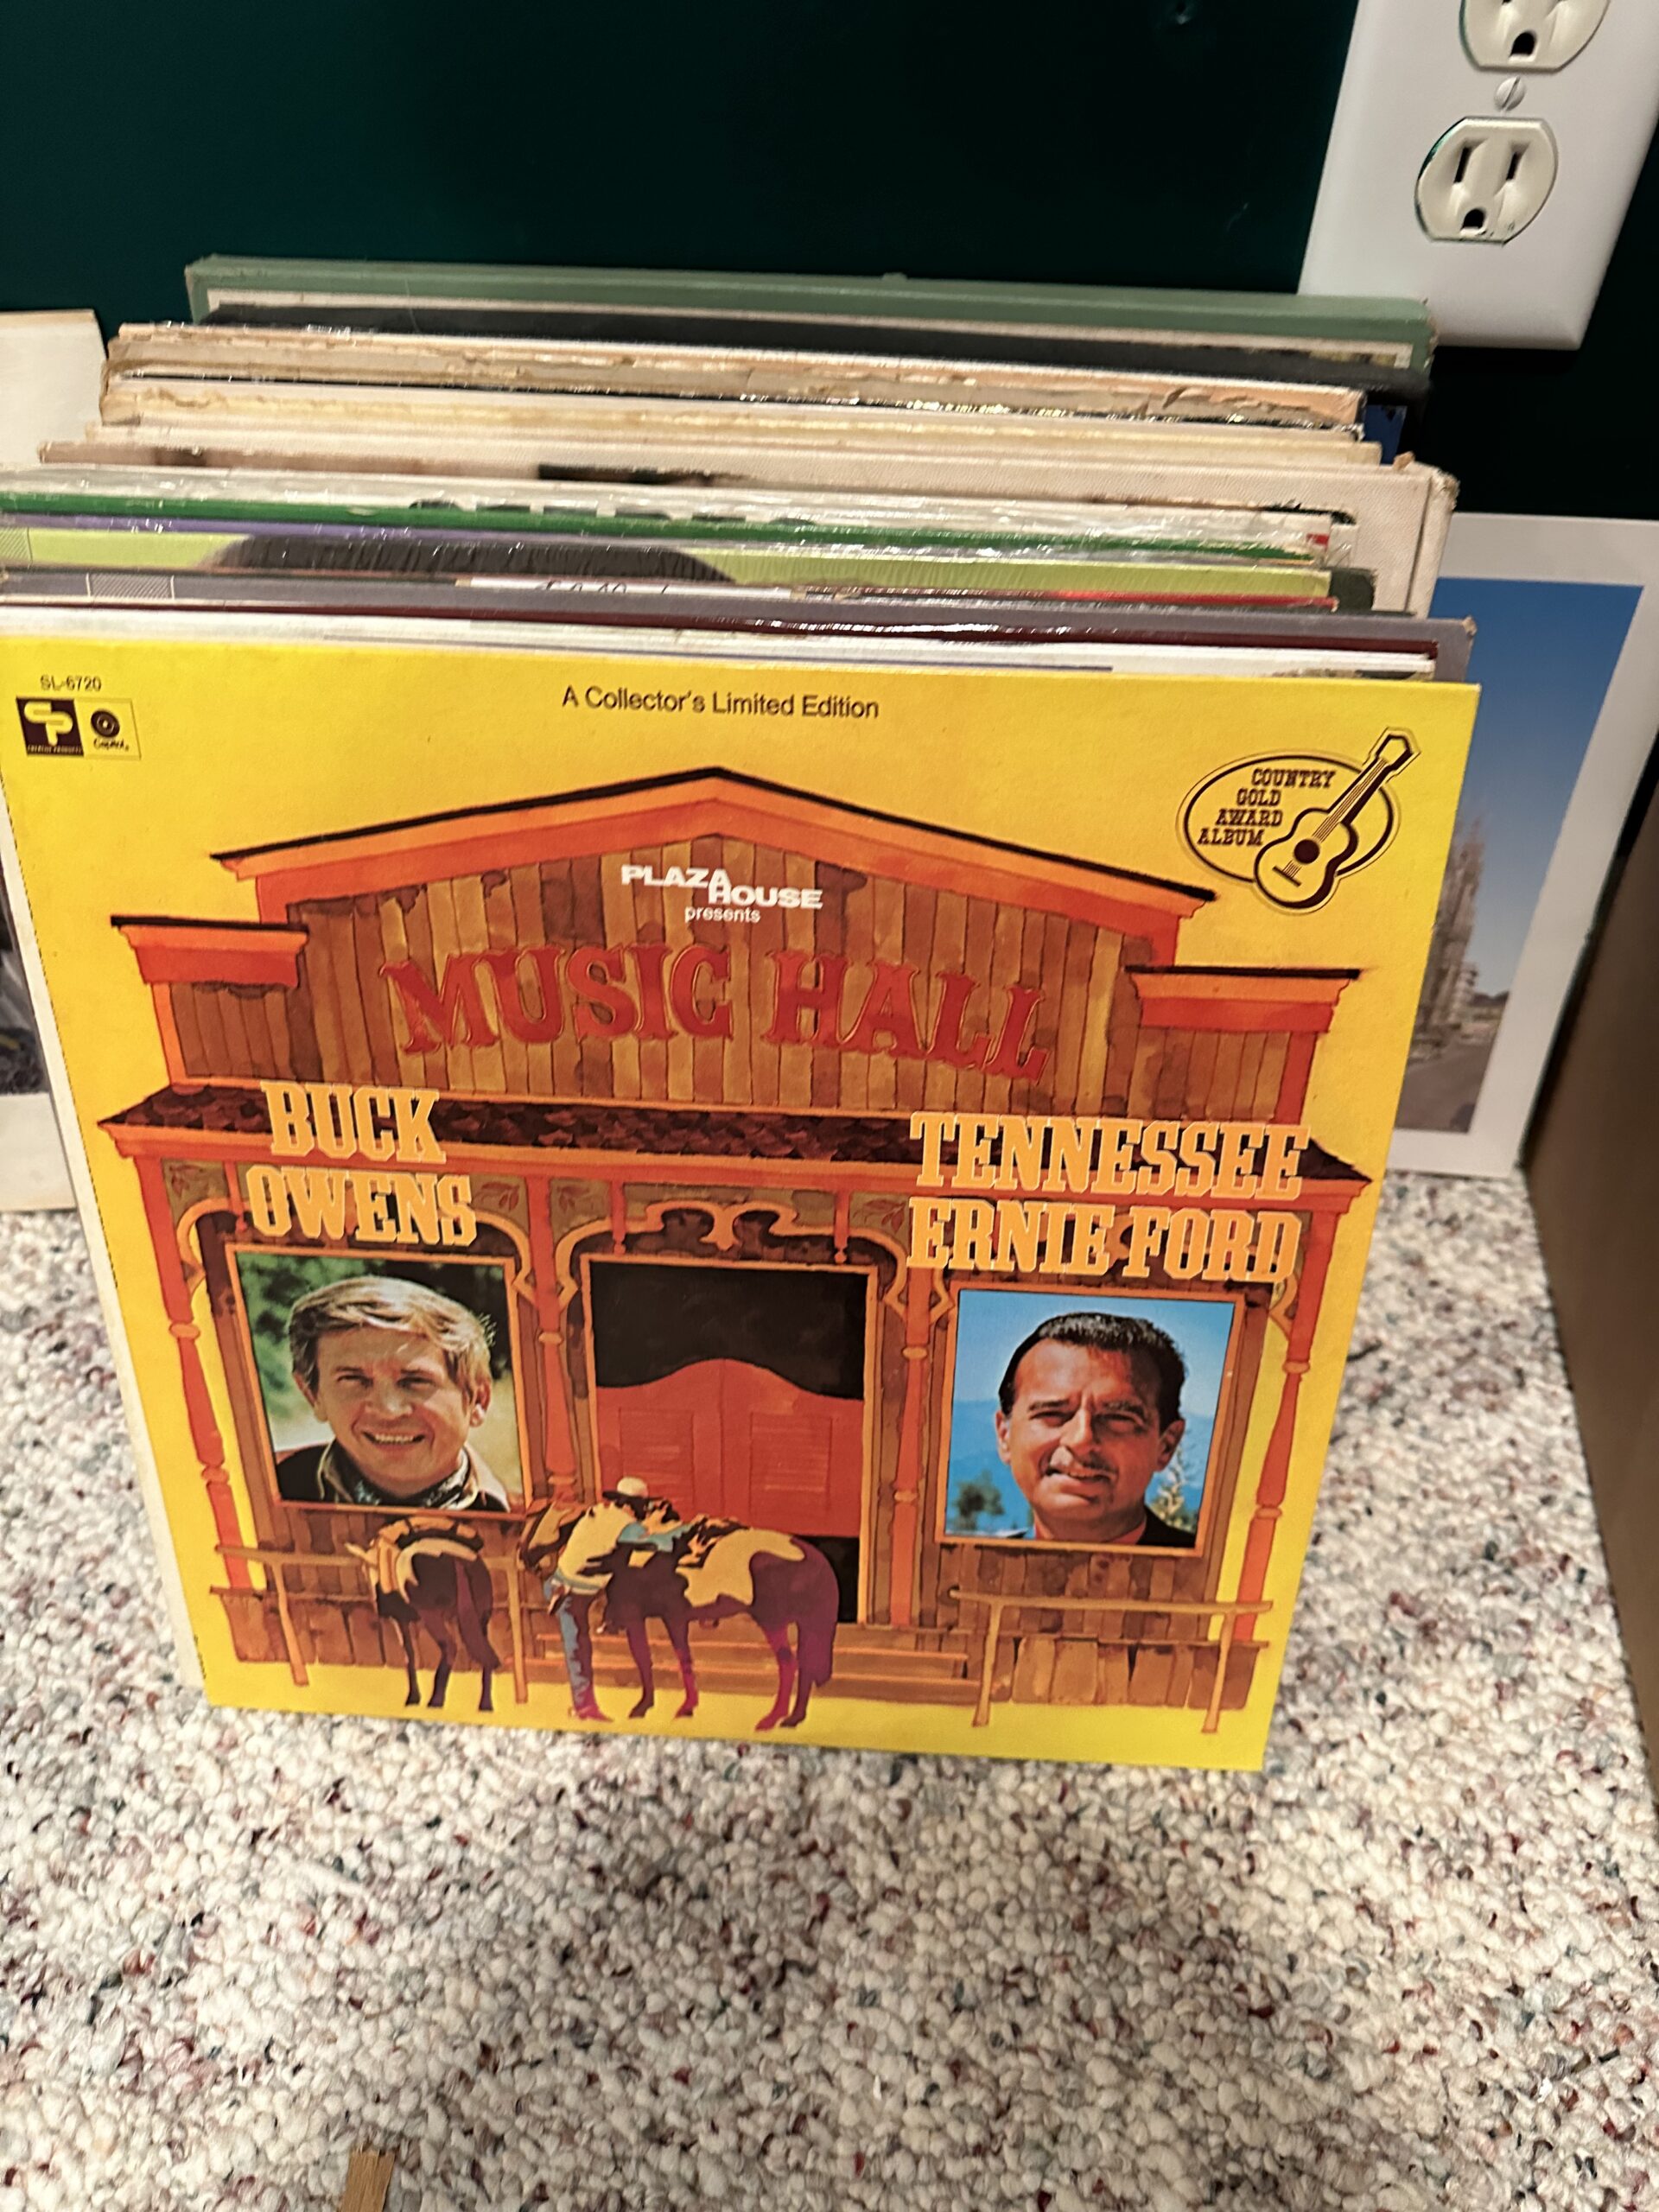 SL-6720
A Collector's Limited Edition
Capitol
COUNTRY
GOLD
AWARD
ALBUM
PLAZA
HOUSE
presents
MUSIC HALL
BUCK
OWENS
TENNESSEE
ERNIE FORD